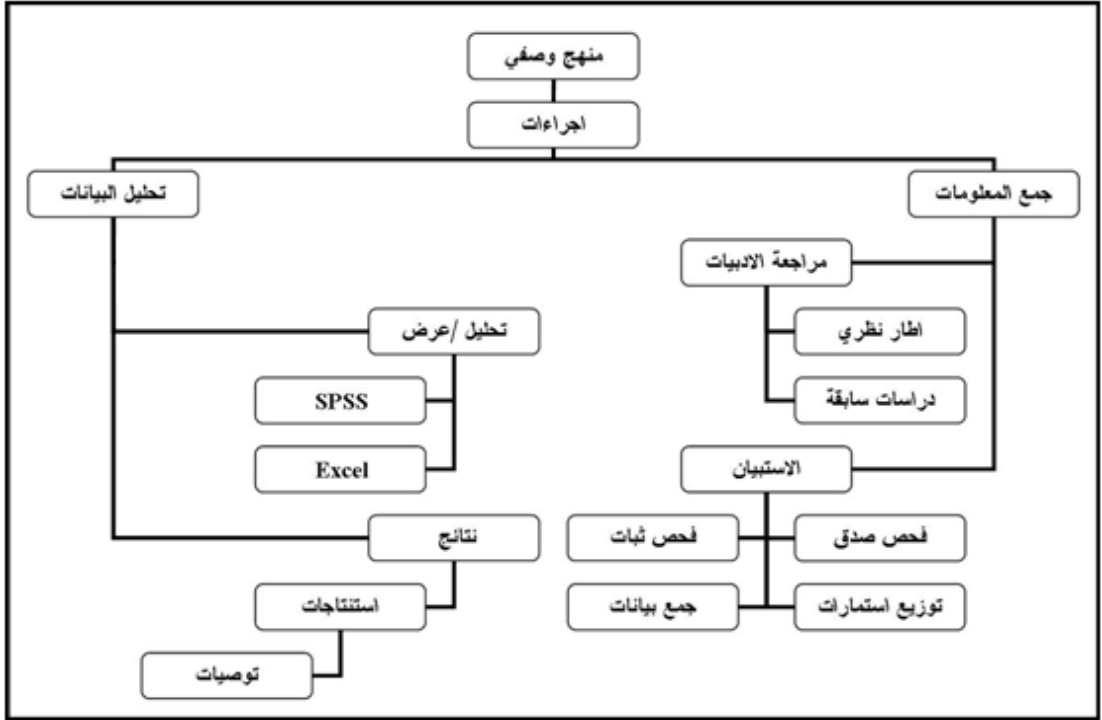 منهج وصفي
اجراءات
جمع المعلومات
تحليل البيانات
مراجعة الادبيات
اطار نظري
تحليل /عرض
دراسات سابقة
SPSS
الاستبيان
Excel
فحص صدق
فحص ثبات
نتائج
توزيع استمارات
جمع بيانات
استنتاجات
توصيات